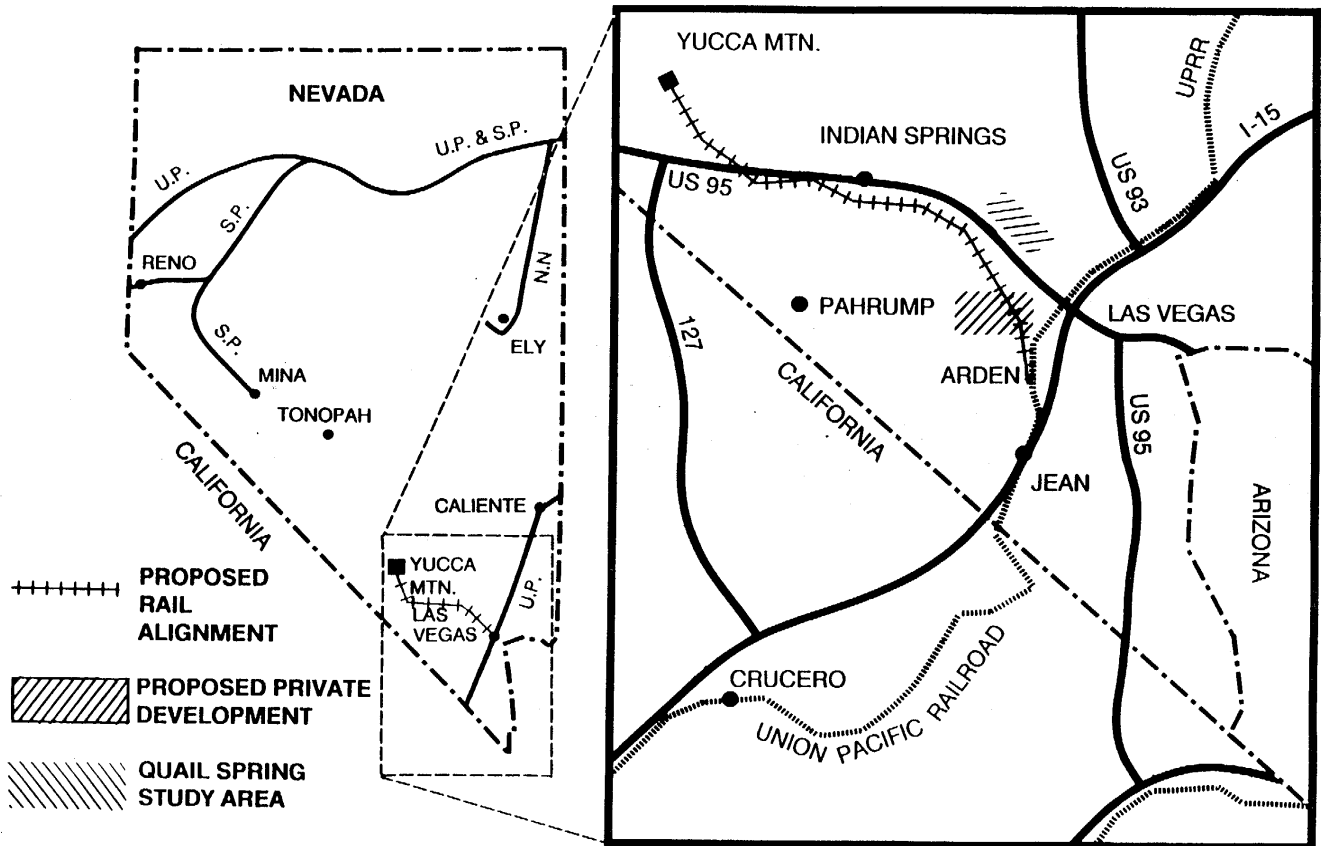 NEVADA
U.P. & S.P.
U.P.
S.P.
RENO
N.N
S.P.
ELY
MINA
TONOPAH
CALIFORNIA
CALIENTE
YUCCA
MTN.
LAS
VEGAS
U.P.
PROPOSED
RAIL
ALIGNMENT
PROPOSED PRIVATE
DEVELOPMENT
QUAIL SPRING
STUDY AREA
YUCCA MTN.
UPRR
I-15
INDIAN SPRINGS
US 95
US 93
PAHRUMP
LAS VEGAS
127
ARDEN
CALIFORNIA
US 95
JEAN
ARIZONA
CRUCERO
UNION PACIFIC RAILROAD